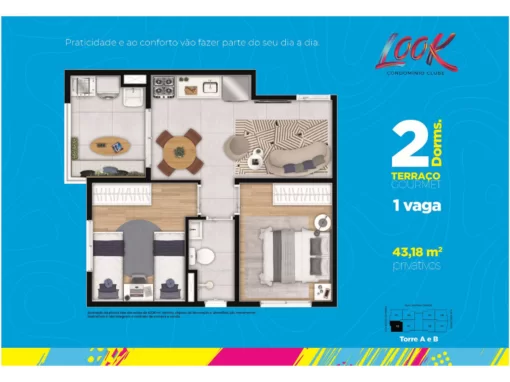 Praticidade e ao conforto vão fazer parte do seu dia a dia.
LOOK
CONDOMÍNIO CLUBE
2 Dorms.
TERRAÇO
GOURMET
1 vaga
43,18 m²
privativos
Torre A e B